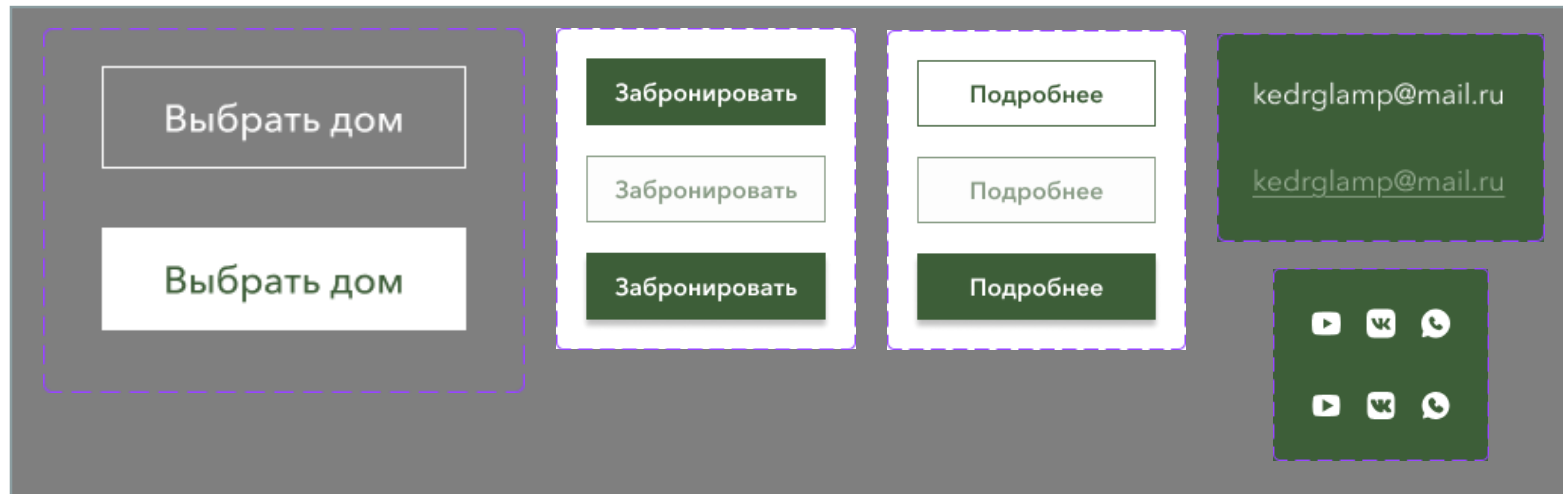 Выбрать дом
Выбрать дом
Забронировать
Забронировать
Забронировать
Подробнее
Подробнее
Подробнее
kedrglamp@mail.ru
kedrglamp@mail.ru